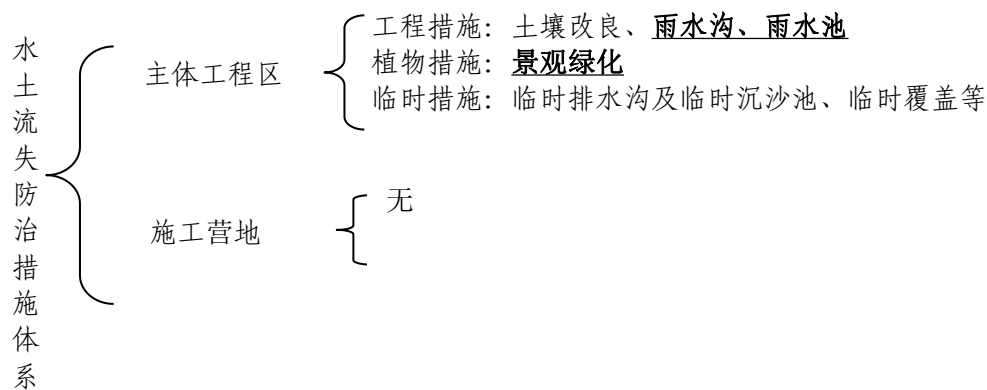 水土流失防治措施体系
主体工程区
工程措施：土壤改良、雨水沟、雨水池
植物措施：景观绿化
临时措施：临时排水沟及临时沉沙池、临时覆盖等
施工营地
无